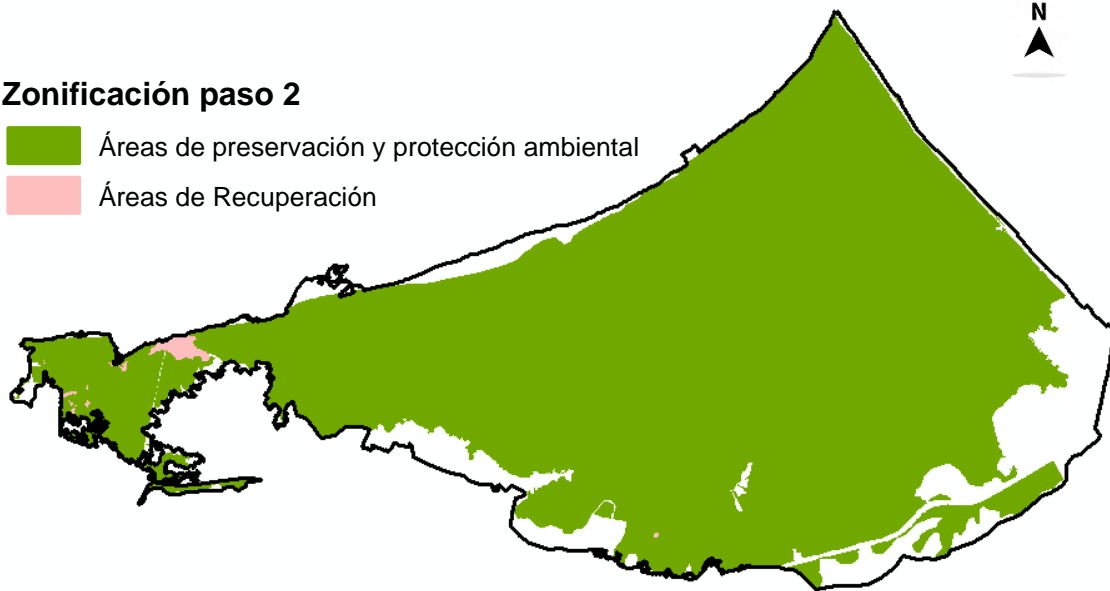 N
Zonificación paso 2
Áreas de preservación y protección ambiental
Áreas de Recuperación